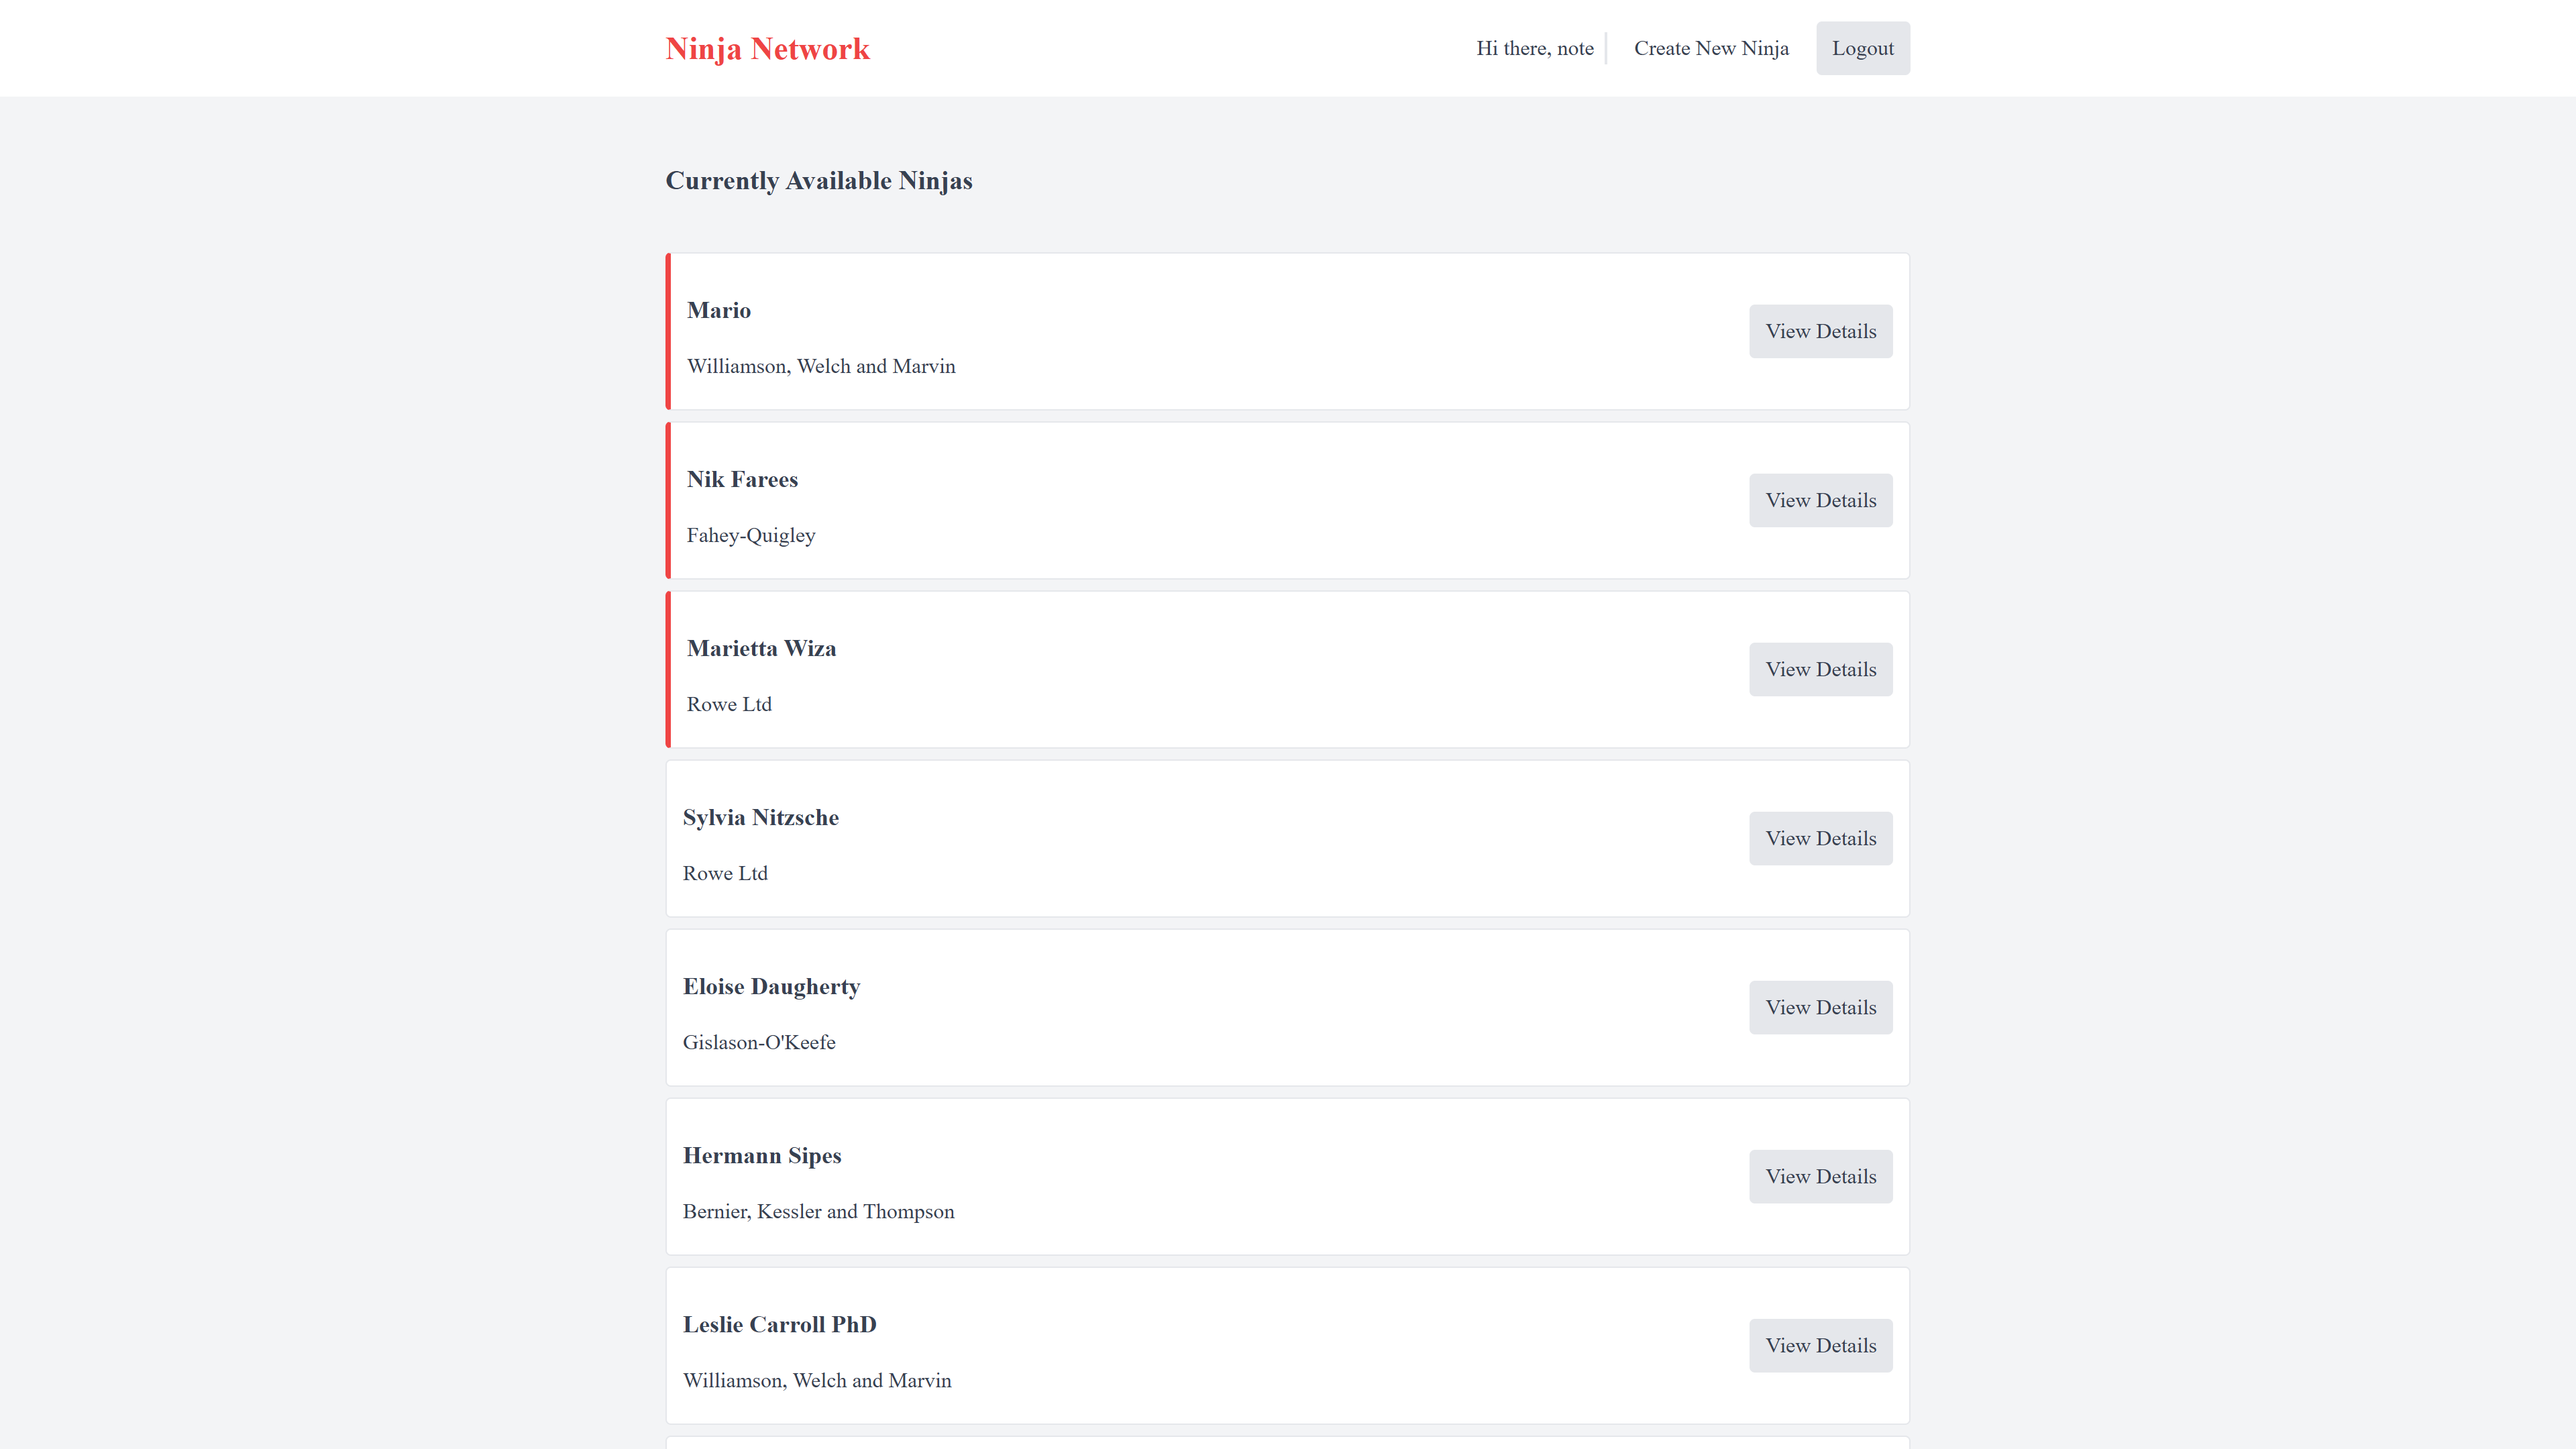 Ninja Network
Hi there, note
Create New Ninja
Logout
Currently Available Ninjas
Mario
Williamson, Welch and Marvin
View Details
Nik Farees
Fahey-Quigley
View Details
Marietta Wiza
Rowe Ltd
View Details
Sylvia Nitzsche
Rowe Ltd
View Details
Eloise Daugherty
Gislason-O'Keefe
View Details
Hermann Sipes
Bernier, Kessler and Thompson
View Details
Leslie Carroll PhD
Williamson, Welch and Marvin
View Details